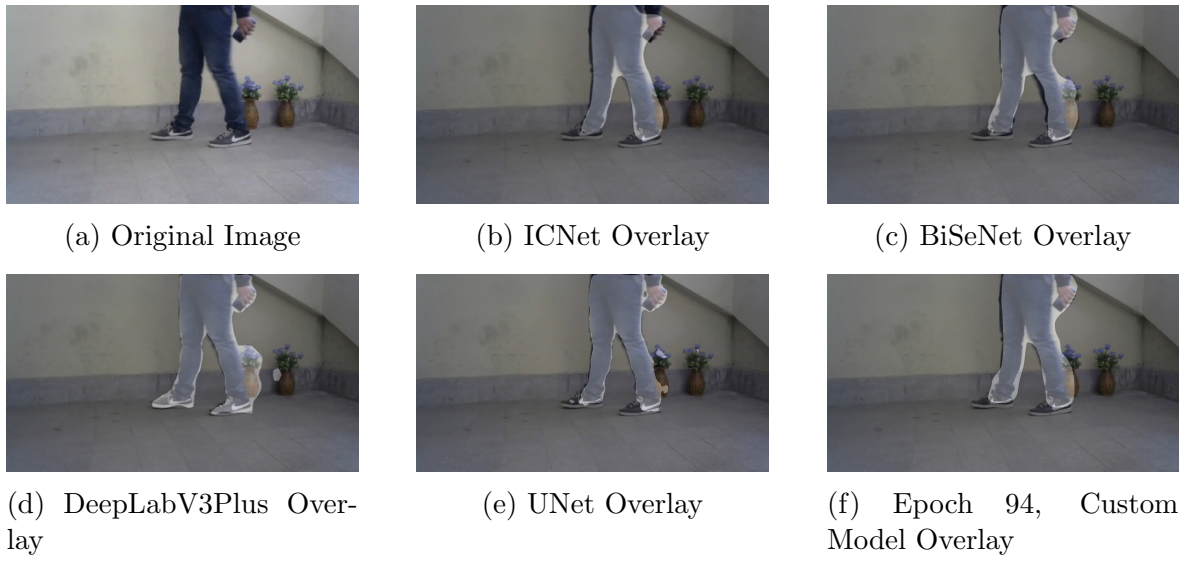 (a) Original Image
(b) ICNet Overlay
(c) BiSeNet Overlay
(d) DeepLabV3Plus Over-
lay
(e) UNet Overlay
(f) Epoch 94, Custom
Model Overlay